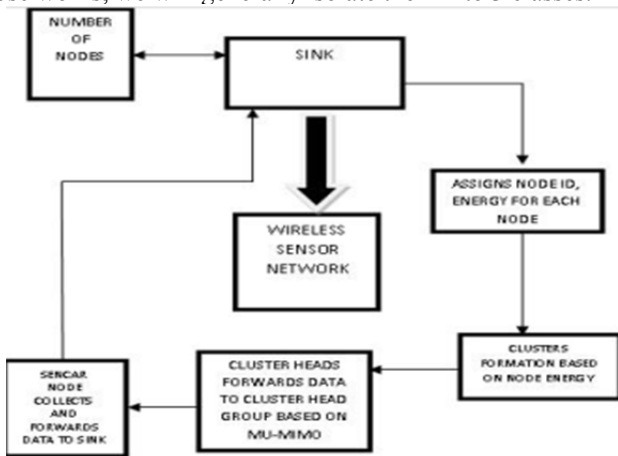 NUMBER
OF
NODES
SINK
ASSIGNS NODE ID,
ENERGY FOR EACH
NODE
WIRELESS
SENSOR
NETWORK
CLUSTERS
FORMATION BASED
ON NODE ENERGY
CLUSTER HEADS
FORWARDS DATA
TO CLUSTER HEAD
GROUP BASED ON
MU-MIMO
SENCAR
NODE
COLLECTS
AND
FORWARDS
DATA TO SINK